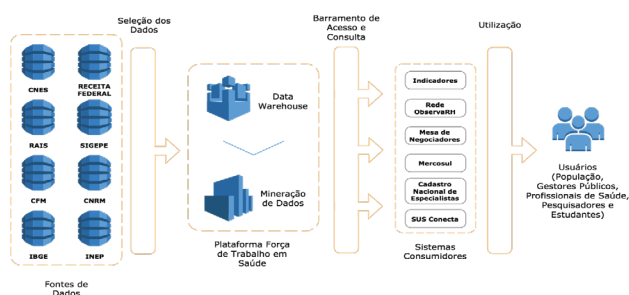 Seleção dos
Dados
Barramento de
Acesso e
Consulta
Utilização
CNES
RECEITA
FEDERAL
RAIS
SIGEPE
CFM
CNRM
IBGE
INEP
Fontes de
Dados
Data
Warehouse
Mineração
de Dados
Plataforma Força
de Trabalho em
Saúde
Indicadores
Rede
ObservaRH
Mesa de
Negociadores
Mercosul
Cadastro
Nacional de
Especialistas
SUS Conecta
Sistemas
Consumidores
Usuários
(População,
Gestores Públicos,
Profissionais de Saúde,
Pesquisadores e
Estudantes)